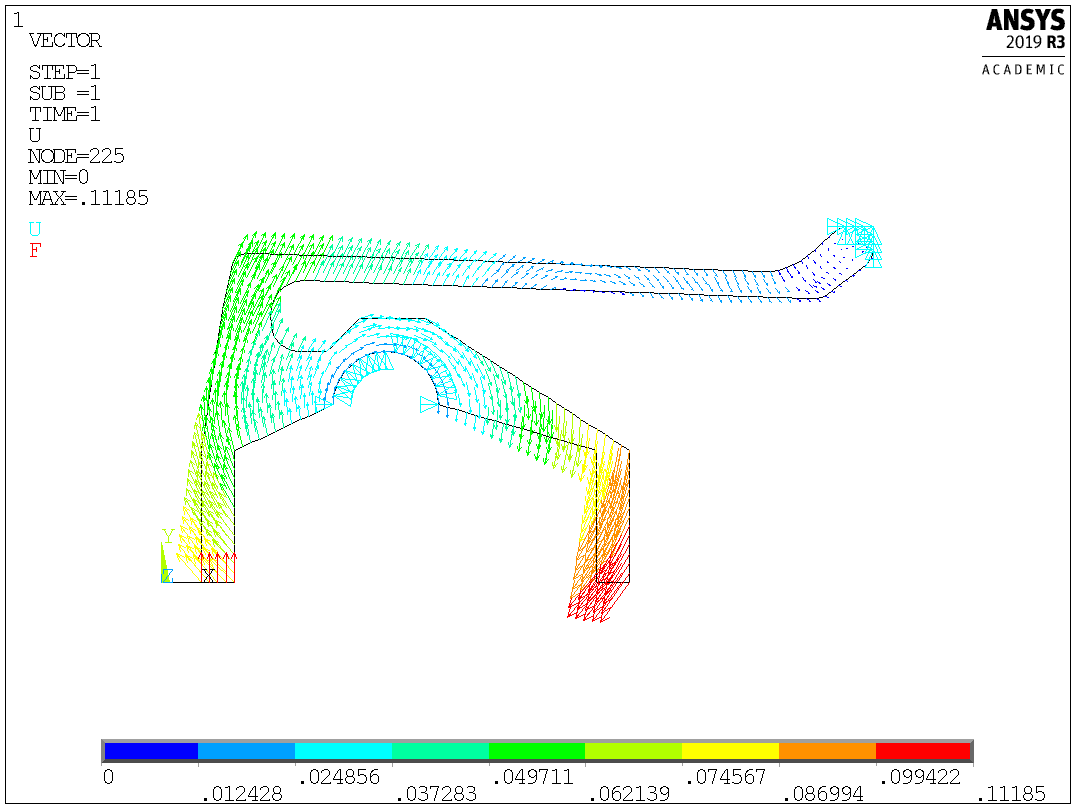 1
VECTOR
STEP=1
SUB =1
TIME=1
U
NODE=225
MIN=0
MAX=.11185
U
F
ANSYS
2019 R3
ACADEMIC
Y
Z X
0 .024856 .049711 .074567 .099422
.012428 .037283 .062139 .086994 .11185